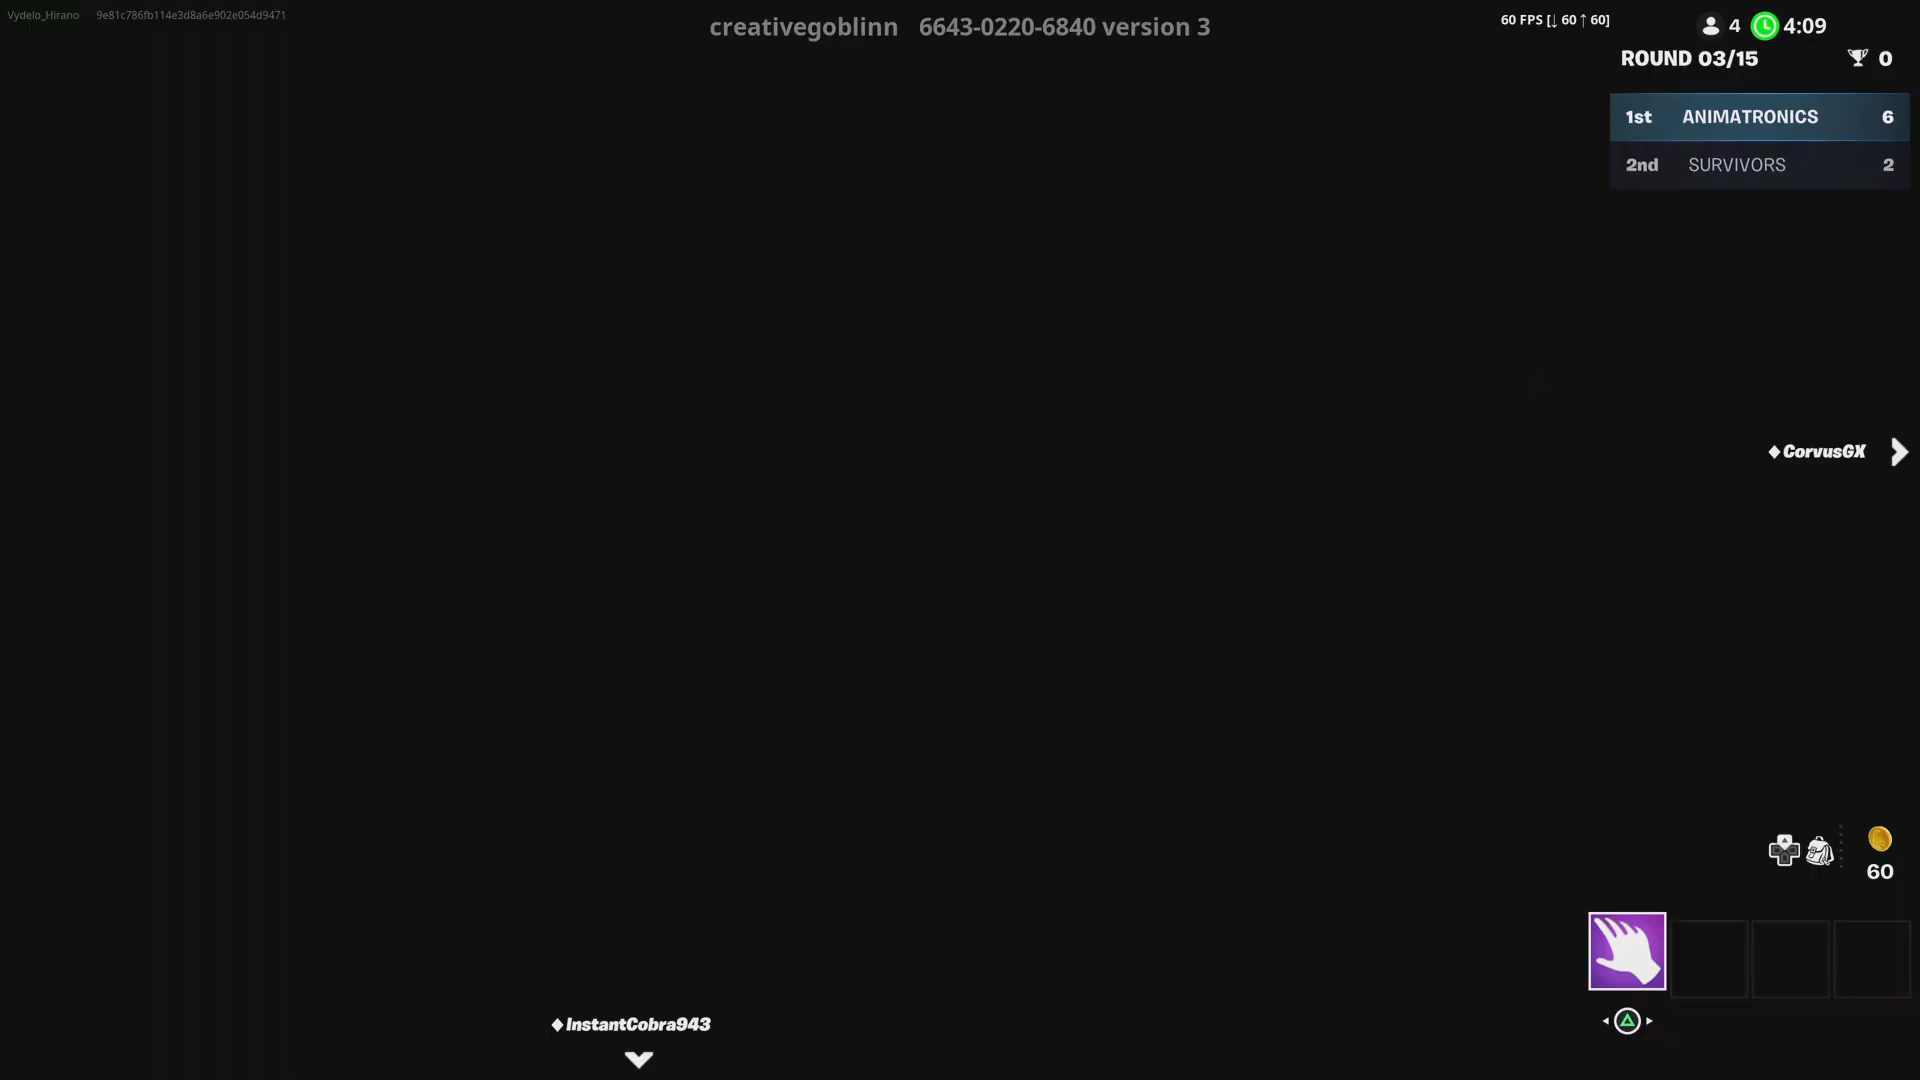 Vydelo_Hirano 9e81c786fb114e3d8a6e902e054d9471
creativegoblinn 6643-0220-6840 version 3
60 FPS [↓ 60 ↑ 60]
4 4:09
ROUND 03/15 0
1st ANIMATRONICS 6
2nd SURVIVORS 2
CorvusGX
60
InstantCobra943